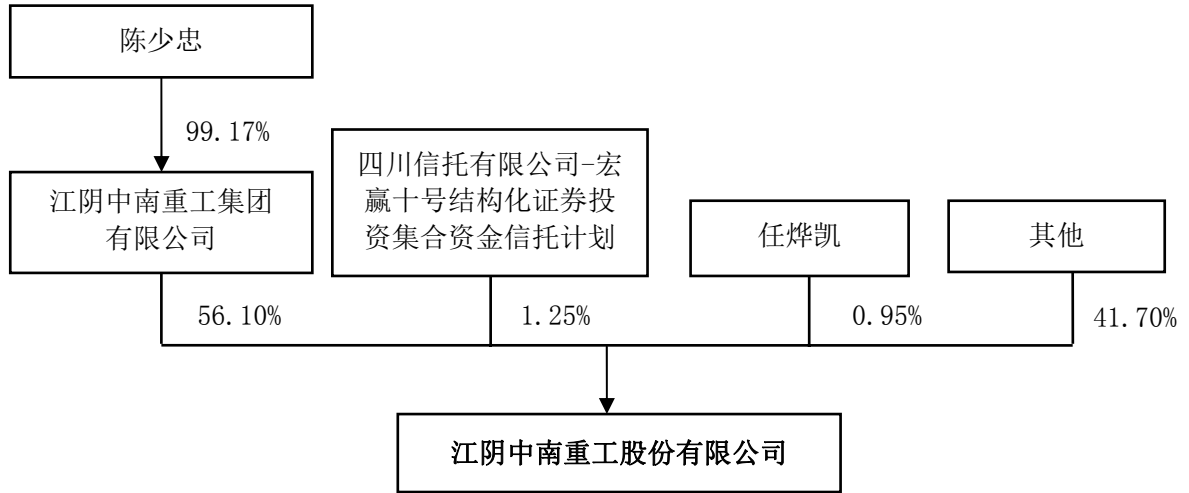 陈少忠
99.17%
江阴中南重工集团
有限公司
四川信托有限公司-宏
赢十号结构化证券投
资集合资金信托计划
任烨凯
其他
56.10%
1.25%
0.95%
41.70%
江阴中南重工股份有限公司